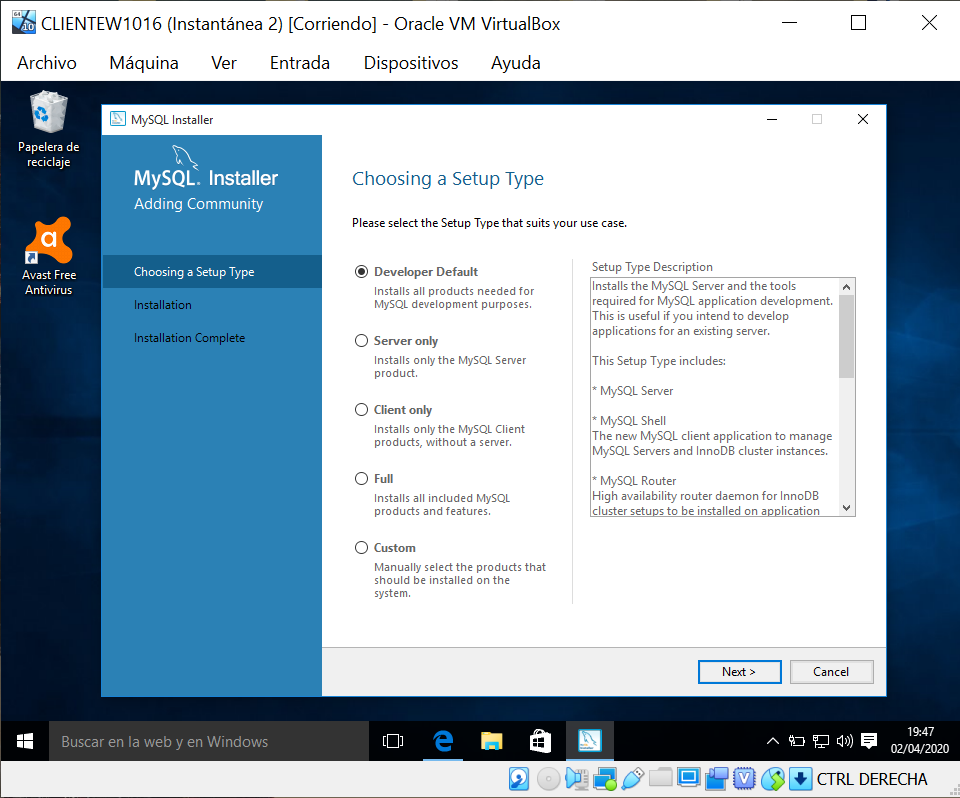 CLIENTEW1016 (Instantánea 2) [Corriendo] - Oracle VM VirtualBox
Archivo Máquina Ver Entrada Dispositivos Ayuda
Papelera de
reciclaje
Avast Free
Antivirus
MySQL Installer
MySQL. Installer
Adding Community
Choosing a Setup Type
Installation
Installation Complete
Choosing a Setup Type
Please select the Setup Type that suits your use case.
Developer Default
Installs all products needed for
MySQL development purposes.
Server only
Installs only the MySQL Server
product.
Client only
Installs only the MySQL Client
products, without a server.
Full
Installs all included MySQL
products and features.
Custom
Manually select the products that
should be installed on the
system.
Setup Type Description
Installs the MySQL Server and the tools
required for MySQL application development.
This is useful if you intend to develop
applications for an existing server.
This Setup Type includes:
* MySQL Server
* MySQL Shell
The new MySQL client application to manage
MySQL Servers and InnoDB cluster instances.
* MySQL Router
High availability router daemon for InnoDB
cluster setups to be installed on application
Next >
Cancel
Buscar en la web y en Windows
19:47
02/04/2020
CTRL DERECHA